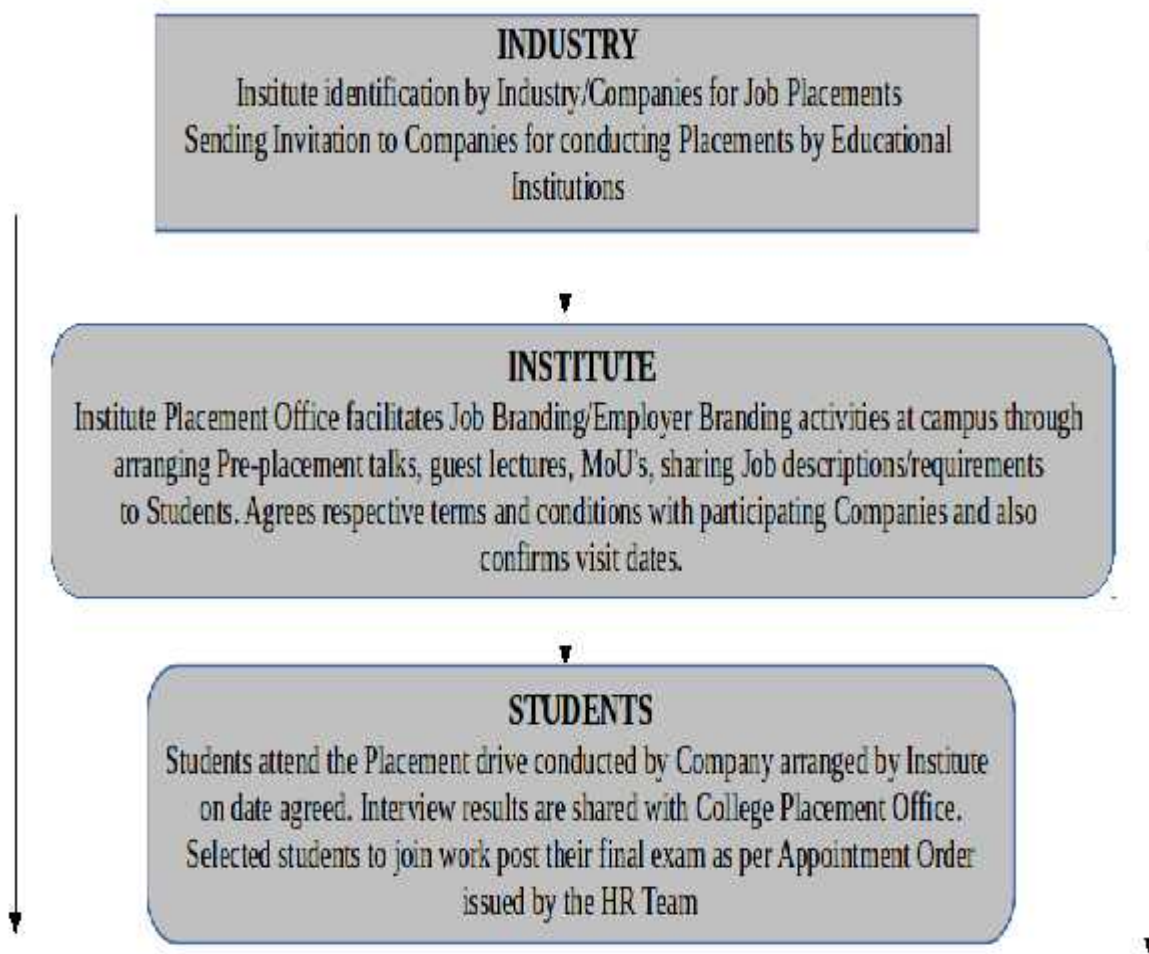 INDUSTRY
Institute identification by Industry/Companies for Job Placements
Sending Invitation to Companies for conducting Placements by Educational
Institutions
INSTITUTE
Institute Placement Office facilitates Job Branding/Employer Branding activities at campus through
arranging Pre-placement talks, guest lectures, MoU's, sharing Job descriptions/requirements
to Students. Agrees respective terms and conditions with participating Companies and also
confirms visit dates.
STUDENTS
Students attend the Placement drive conducted by Company arranged by Institute
on date agreed. Interview results are shared with College Placement Office.
Selected students to join work post their final exam as per Appointment Order
issued by the HR Team